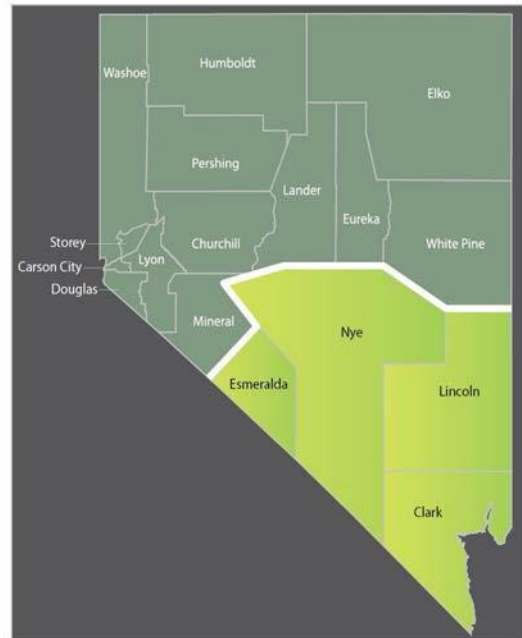 Washoe
Humboldt
Elko
Pershing
Lander
Eureka
White Pine
Storey
Carson City
Douglas
Lyon
Churchill
Mineral
Nye
Esmeralda
Lincoln
Clark